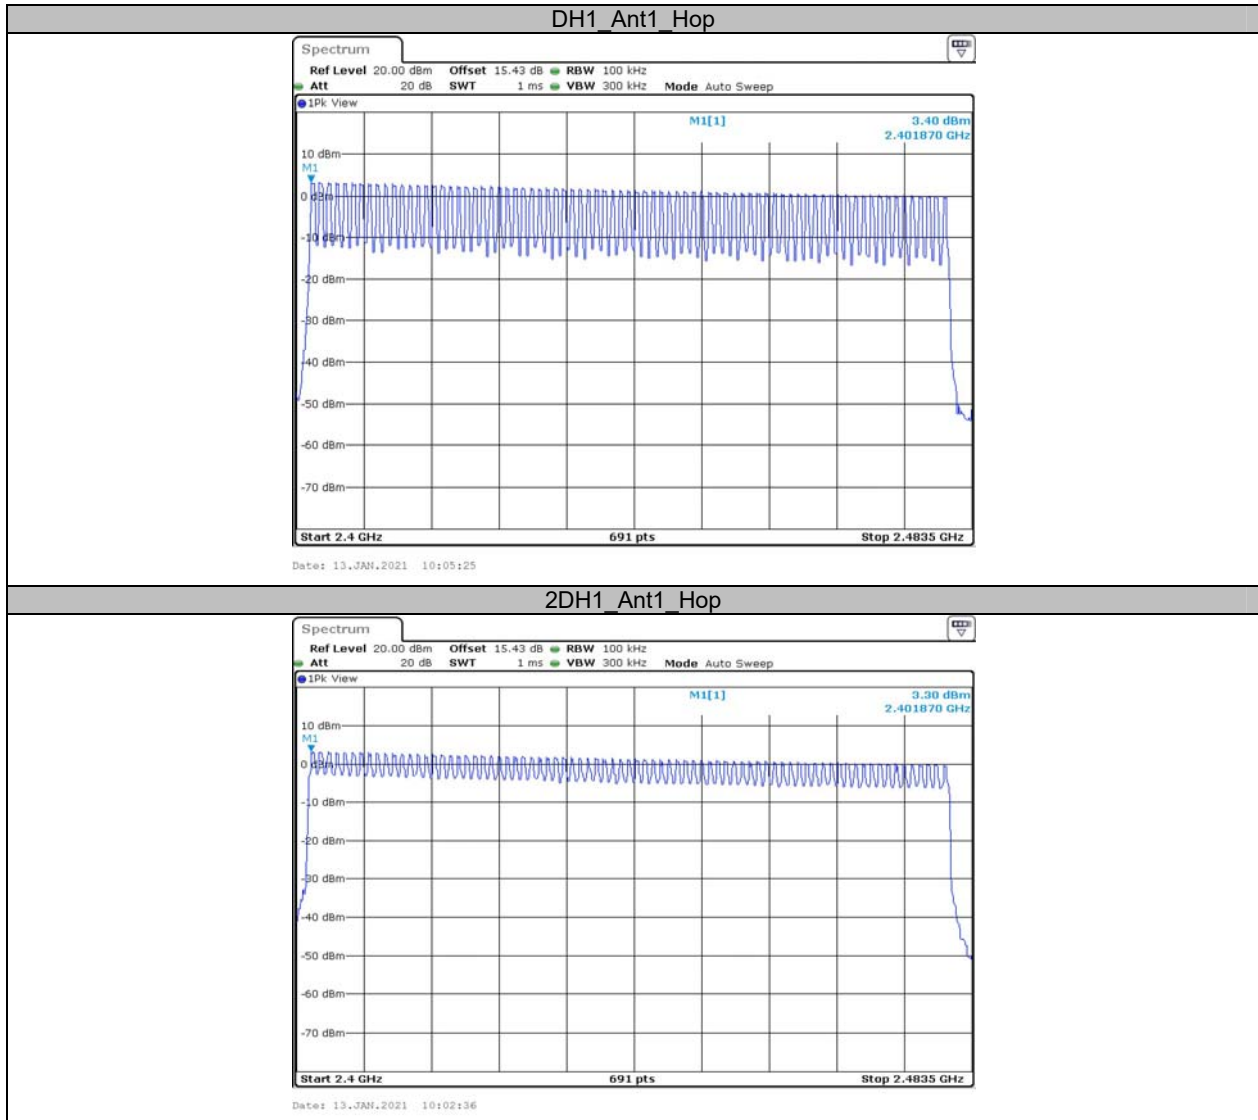 DH1_Ant1_Hop
Spectrum
Ref Level 20.00 dBm Offset 15.43 dB RBW 100 kHz
Att 20 dB SWT 1 ms VBW 300 kHz Mode Auto Sweep
1Pk View
M1[1] 3.40 dBm
2.401870 GHz
10 dBm
M1
0 dBm
-10 dBm
-20 dBm
-30 dBm
-40 dBm
-50 dBm
-60 dBm
-70 dBm
Start 2.4 GHz 691 pts Stop 2.4835 GHz
Date: 13.JAN.2021 10:05:25
2DH1_Ant1_Hop
Spectrum
Ref Level 20.00 dBm Offset 15.43 dB RBW 100 kHz
Att 20 dB SWT 1 ms VBW 300 kHz Mode Auto Sweep
1Pk View
M1[1] 3.30 dBm
2.401870 GHz
10 dBm
M1
0 dBm
-10 dBm
-20 dBm
-30 dBm
-40 dBm
-50 dBm
-60 dBm
-70 dBm
Start 2.4 GHz 691 pts Stop 2.4835 GHz
Date: 13.JAN.2021 10:02:36